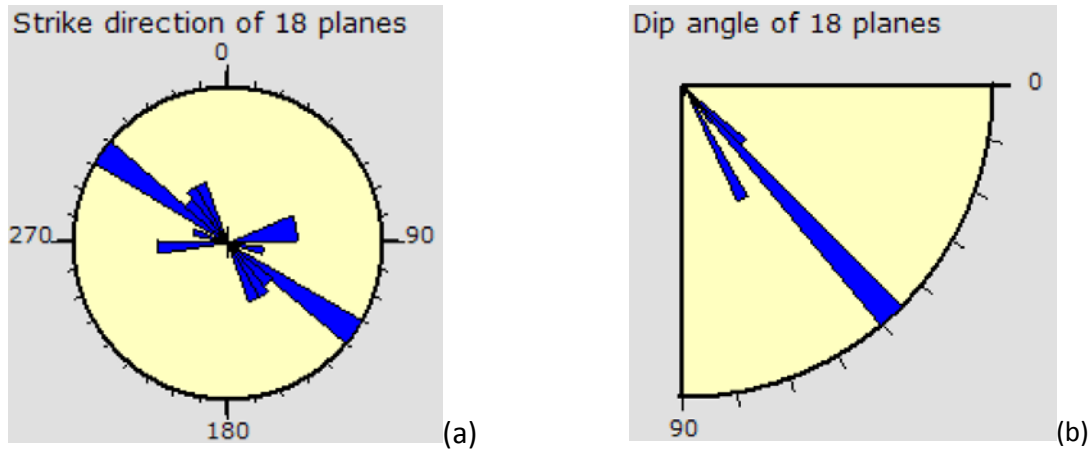 Strike direction of 18 planes
0
270
90
180
(a)
Dip angle of 18 planes
0
90
(b)